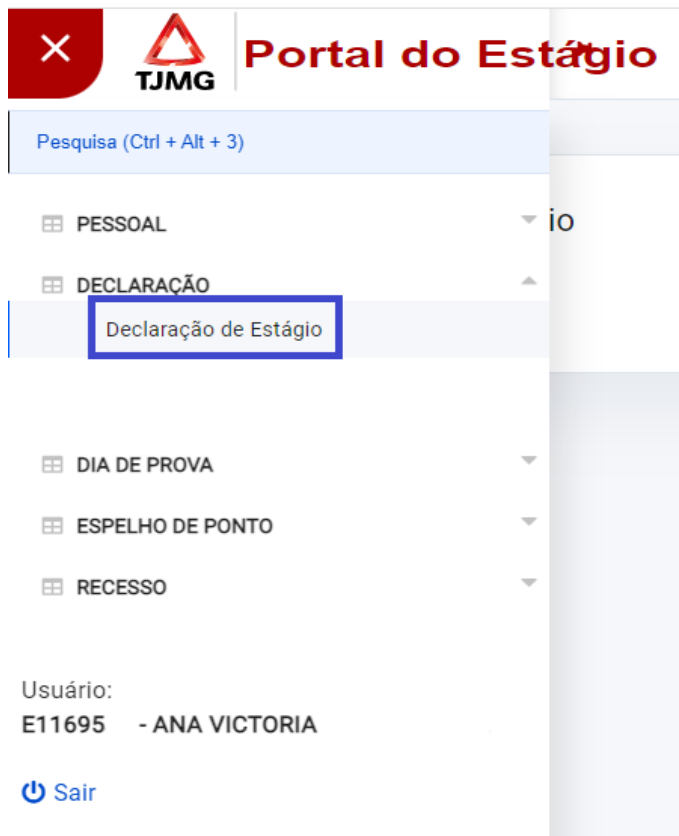 TJMG
Portal do Estágio
Pesquisa (Ctrl + Alt + 3)
PESSOAL
io
DECLARAÇÃO
Declaração de Estágio
DIA DE PROVA
ESPELHO DE PONTO
RECESSO
Usuário:
E11695 - ANA VICTORIA
Sair